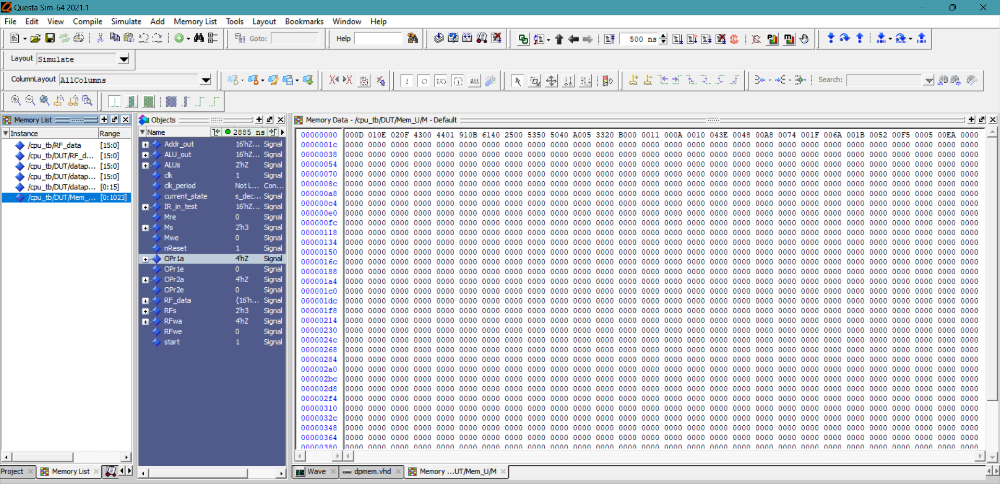 Questa Sim-64 2021.1
File Edit View Compile Simulate Add Memory List Tools Layout Bookmarks Window Help
Goto:
Help
500 ns
Layout Simulate
ColumnLayout AllColumns
Search:
Memory List
Instance Range
/cpu_tb/RF_data [15:0]
/cpu_tb/DUT/RF_d... [15:0]
/cpu_tb/DUT/datap... [15:0]
/cpu_tb/DUT/datap... [15:0]
/cpu_tb/DUT/datap... [0:15]
/cpu_tb/DUT/Mem_... [0:1023]
Project
Memory List
Objects
Name 2885 ns
Addr_out 16'hZ... Signal
ALU_out 16'hZ... Signal
ALUs 2'hZ Signal
clk 1 Signal
clk_period Not L... Con...
current_state s_dec... Signal
IR_in_test 16'hZ... Signal
Mre 0 Signal
Ms 2'h3 Signal
Mwe 0 Signal
nReset 1 Signal
OPr1a 4'hZ Signal
OPr1e 0 Signal
OPr2a 4'hZ Signal
OPr2e 0 Signal
RF_data {16'h... Signal
RFs 2'h3 Signal
RFwa 4'hZ Signal
RFwe 0 Signal
start 1 Signal
Memory Data - /cpu_tb/DUT/Mem_U/M - Default
00000000 000D 010E 020F 4300 4401 910B 6140 2500 5350 5040 A005 3320 B000 0011 000A 0010 043E 0048 00A8 0074 001F 006A 001B 0052 00F5 0005 00EA 0000
0000001c 0000 0000 0000 0000 0000 0000 0000 0000 0000 0000 0000 0000 0000 0000 0000 0000 0000 0000 0000 0000 0000 0000 0000 0000 0000 0000 0000 0000
00000038 0000 0000 0000 0000 0000 0000 0000 0000 0000 0000 0000 0000 0000 0000 0000 0000 0000 0000 0000 0000 0000 0000 0000 0000 0000 0000 0000 0000
00000054 0000 0000 0000 0000 0000 0000 0000 0000 0000 0000 0000 0000 0000 0000 0000 0000 0000 0000 0000 0000 0000 0000 0000 0000 0000 0000 0000 0000
00000070 0000 0000 0000 0000 0000 0000 0000 0000 0000 0000 0000 0000 0000 0000 0000 0000 0000 0000 0000 0000 0000 0000 0000 0000 0000 0000 0000 0000
0000008c 0000 0000 0000 0000 0000 0000 0000 0000 0000 0000 0000 0000 0000 0000 0000 0000 0000 0000 0000 0000 0000 0000 0000 0000 0000 0000 0000 0000
000000a8 0000 0000 0000 0000 0000 0000 0000 0000 0000 0000 0000 0000 0000 0000 0000 0000 0000 0000 0000 0000 0000 0000 0000 0000 0000 0000 0000 0000
000000c4 0000 0000 0000 0000 0000 0000 0000 0000 0000 0000 0000 0000 0000 0000 0000 0000 0000 0000 0000 0000 0000 0000 0000 0000 0000 0000 0000 0000
000000e0 0000 0000 0000 0000 0000 0000 0000 0000 0000 0000 0000 0000 0000 0000 0000 0000 0000 0000 0000 0000 0000 0000 0000 0000 0000 0000 0000 0000
000000fc 0000 0000 0000 0000 0000 0000 0000 0000 0000 0000 0000 0000 0000 0000 0000 0000 0000 0000 0000 0000 0000 0000 0000 0000 0000 0000 0000 0000
00000118 0000 0000 0000 0000 0000 0000 0000 0000 0000 0000 0000 0000 0000 0000 0000 0000 0000 0000 0000 0000 0000 0000 0000 0000 0000 0000 0000 0000
00000134 0000 0000 0000 0000 0000 0000 0000 0000 0000 0000 0000 0000 0000 0000 0000 0000 0000 0000 0000 0000 0000 0000 0000 0000 0000 0000 0000 0000
00000150 0000 0000 0000 0000 0000 0000 0000 0000 0000 0000 0000 0000 0000 0000 0000 0000 0000 0000 0000 0000 0000 0000 0000 0000 0000 0000 0000 0000
0000016c 0000 0000 0000 0000 0000 0000 0000 0000 0000 0000 0000 0000 0000 0000 0000 0000 0000 0000 0000 0000 0000 0000 0000 0000 0000 0000 0000 0000
00000188 0000 0000 0000 0000 0000 0000 0000 0000 0000 0000 0000 0000 0000 0000 0000 0000 0000 0000 0000 0000 0000 0000 0000 0000 0000 0000 0000 0000
000001a4 0000 0000 0000 0000 0000 0000 0000 0000 0000 0000 0000 0000 0000 0000 0000 0000 0000 0000 0000 0000 0000 0000 0000 0000 0000 0000 0000 0000
000001c0 0000 0000 0000 0000 0000 0000 0000 0000 0000 0000 0000 0000 0000 0000 0000 0000 0000 0000 0000 0000 0000 0000 0000 0000 0000 0000 0000 0000
000001dc 0000 0000 0000 0000 0000 0000 0000 0000 0000 0000 0000 0000 0000 0000 0000 0000 0000 0000 0000 0000 0000 0000 0000 0000 0000 0000 0000 0000
000001f8 0000 0000 0000 0000 0000 0000 0000 0000 0000 0000 0000 0000 0000 0000 0000 0000 0000 0000 0000 0000 0000 0000 0000 0000 0000 0000 0000 0000
00000214 0000 0000 0000 0000 0000 0000 0000 0000 0000 0000 0000 0000 0000 0000 0000 0000 0000 0000 0000 0000 0000 0000 0000 0000 0000 0000 0000 0000
00000230 0000 0000 0000 0000 0000 0000 0000 0000 0000 0000 0000 0000 0000 0000 0000 0000 0000 0000 0000 0000 0000 0000 0000 0000 0000 0000 0000 0000
0000024c 0000 0000 0000 0000 0000 0000 0000 0000 0000 0000 0000 0000 0000 0000 0000 0000 0000 0000 0000 0000 0000 0000 0000 0000 0000 0000 0000 0000
00000268 0000 0000 0000 0000 0000 0000 0000 0000 0000 0000 0000 0000 0000 0000 0000 0000 0000 0000 0000 0000 0000 0000 0000 0000 0000 0000 0000 0000
00000284 0000 0000 0000 0000 0000 0000 0000 0000 0000 0000 0000 0000 0000 0000 0000 0000 0000 0000 0000 0000 0000 0000 0000 0000 0000 0000 0000 0000
000002a0 0000 0000 0000 0000 0000 0000 0000 0000 0000 0000 0000 0000 0000 0000 0000 0000 0000 0000 0000 0000 0000 0000 0000 0000 0000 0000 0000 0000
000002bc 0000 0000 0000 0000 0000 0000 0000 0000 0000 0000 0000 0000 0000 0000 0000 0000 0000 0000 0000 0000 0000 0000 0000 0000 0000 0000 0000 0000
000002d8 0000 0000 0000 0000 0000 0000 0000 0000 0000 0000 0000 0000 0000 0000 0000 0000 0000 0000 0000 0000 0000 0000 0000 0000 0000 0000 0000 0000
000002f4 0000 0000 0000 0000 0000 0000 0000 0000 0000 0000 0000 0000 0000 0000 0000 0000 0000 0000 0000 0000 0000 0000 0000 0000 0000 0000 0000 0000
00000310 0000 0000 0000 0000 0000 0000 0000 0000 0000 0000 0000 0000 0000 0000 0000 0000 0000 0000 0000 0000 0000 0000 0000 0000 0000 0000 0000 0000
0000032c 0000 0000 0000 0000 0000 0000 0000 0000 0000 0000 0000 0000 0000 0000 0000 0000 0000 0000 0000 0000 0000 0000 0000 0000 0000 0000 0000 0000
00000348 0000 0000 0000 0000 0000 0000 0000 0000 0000 0000 0000 0000 0000 0000 0000 0000 0000 0000 0000 0000 0000 0000 0000 0000 0000 0000 0000 0000
00000364 0000 0000 0000 0000 0000 0000 0000 0000 0000 0000 0000 0000 0000 0000 0000 0000 0000 0000 0000 0000 0000 0000 0000 0000 0000 0000 0000 0000
00000380 0000 0000 0000 0000 0000 0000 0000 0000 0000 0000 0000 0000 0000 0000 0000 0000 0000 0000 0000 0000 0000 0000 0000 0000 0000 0000 0000 0000
Wave
dpmem.vhd
Memory ...UT/Mem_U/M